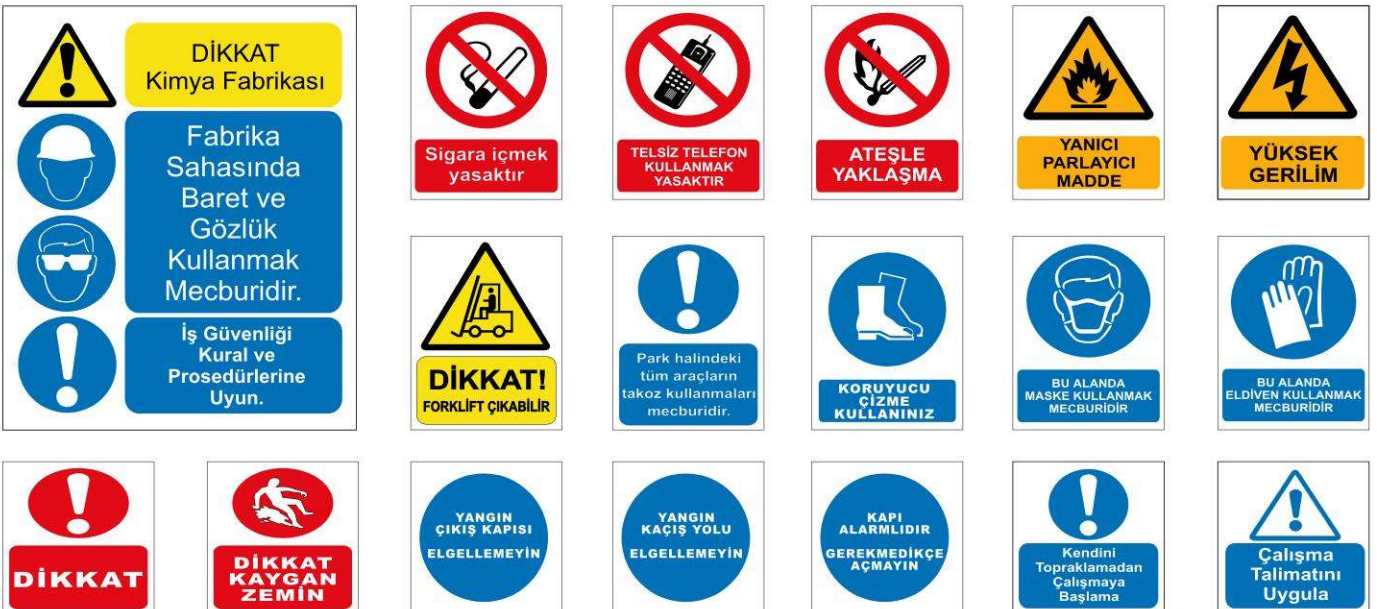 DİKKAT
Kimya Fabrikası
Fabrika
Sahasında
Baret ve
Gözlük
Kullanmak
Mecburidir.
İş Güvenliği
Kural ve
Prosedürlerine
Uyun.
Sigara içmek
yasaktır
TELSİZ TELEFON
KULLANMAK
YASAKTIR
ATEŞLE
YAKLAŞMA
YANICI
PARLAYICI
MADDE
YÜKSEK
GERİLİM
DİKKAT!
FORKLİFT ÇIKABİLİR
Park halindeki
tüm araçların
takoz kullanmaları
mecburidir.
KORUYUCU
ÇİZME
KULLANINIZ
BU ALANDA
MASKE KULLANMAK
MECBURİDİR
BU ALANDA
ELDİVEN KULLANMAK
MECBURİDİR
DİKKAT
DİKKAT
KAYGAN
ZEMİN
YANGIN
ÇIKIŞ KAPISI
ELGELLEMEYİN
YANGIN
KAÇIŞ YOLU
ELGELLEMEYİN
KAPI
ALARMLIDIR
GEREKMEDİKÇE
AÇMAYIN
Kendini
Topraklamadan
Çalışmaya
Başlama
Çalışma
Talimatını
Uygula